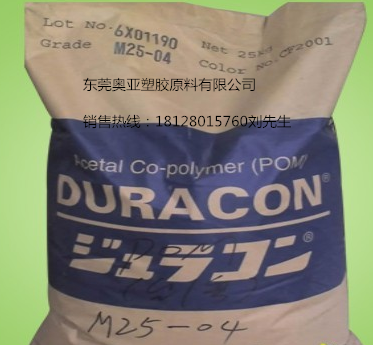 Lot No. 6X01190
Net 25kg
Grade M25-04
Color No. CF2001
东莞奥亚塑胶原料有限公司
销售热线：18128015760刘先生
Acetal Co-polymer (POM)
DURACON®
ジュラコン®
M25-04